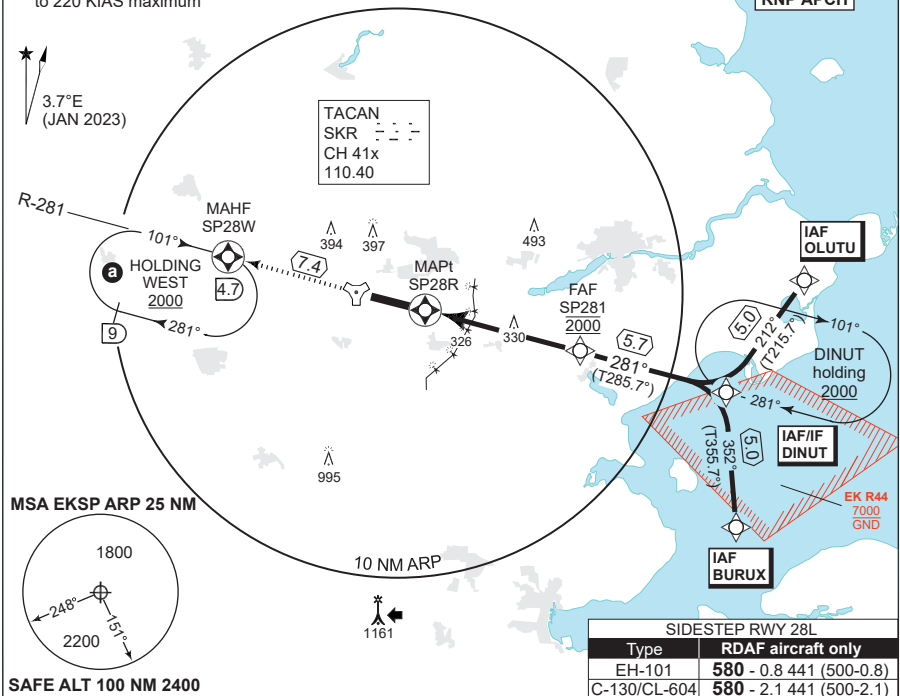 to 220 KIAS maximum
RNP APCH
3.7°E
(JAN 2023)
TACAN
SKR
CH 41x
110.40
R-281
101°
MAHF
SP28W
394
397
493
a
HOLDING
WEST
2000
4.7
7.4
281°
9
MAPt
SP28R
326
330
FAF
SP281
2000
5.7
281°
(T285.7°)
IAF
OLUTU
5.0
212°
(T215.7°)
101°
DINUT
holding
2000
281°
IAF/IF
DINUT
5.0
352°
(T355.7°)
EK R44
7000
GND
IAF
BURUX
995
MSA EKSP ARP 25 NM
1800
248°
151°
2200
SAFE ALT 100 NM 2400
10 NM ARP
1161
SIDESTEP RWY 28L
Type RDAF aircraft only
EH-101 580 - 0.8 441 (500-0.8)
C-130/CL-604 580 - 2.1 441 (500-2.1)